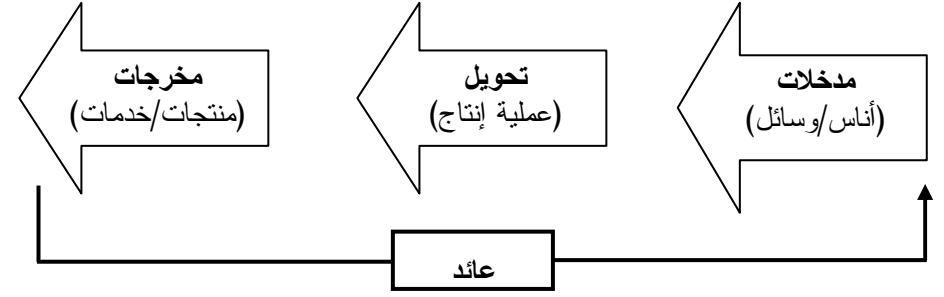 مدخلات
(أناس/وسائل)
تحويل
(عملية إنتاج)
مخرجات
(منتجات/خدمات)
عائد